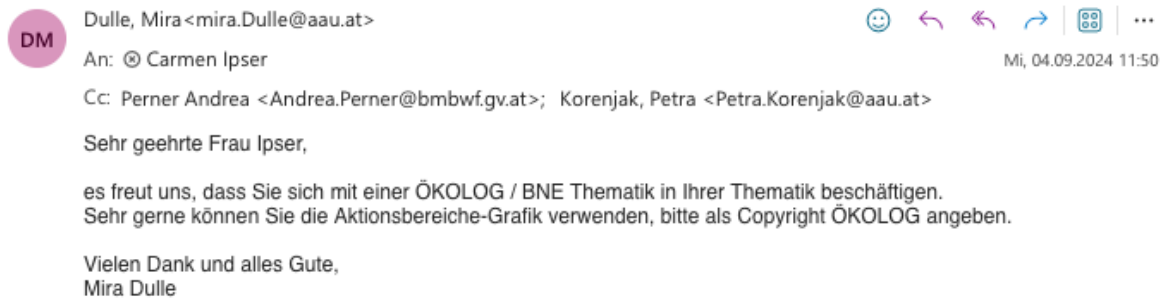 Dulle, Mira<mira.Dulle@aau.at>
DM
An: Carmen Ipser
Mi, 04.09.2024 11:50
Cc: Perner Andrea <Andrea.Perner@bmbwf.gv.at>; Korenjak, Petra <Petra.Korenjak@aau.at>
Sehr geehrte Frau Ipser,
es freut uns, dass Sie sich mit einer ÖKOLOG / BNE Thematik in Ihrer Thematik beschäftigen.
Sehr gerne können Sie die Aktionsbereiche-Grafik verwenden, bitte als Copyright ÖKOLOG angeben.
Vielen Dank und alles Gute,
Mira Dulle